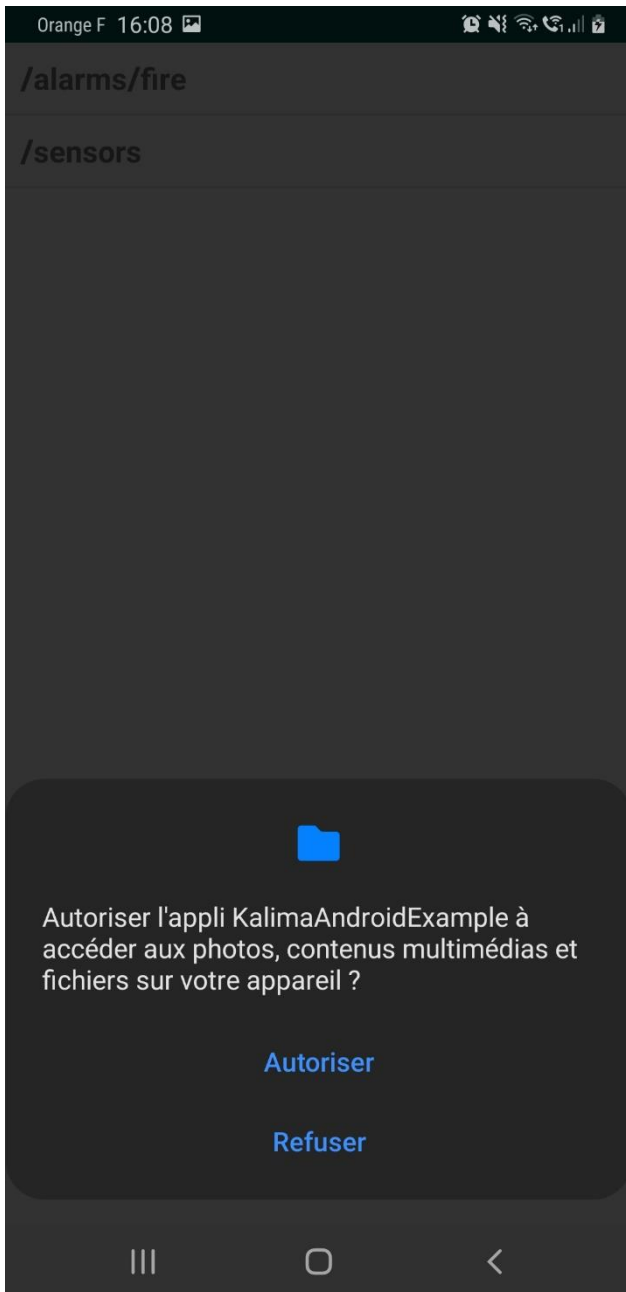 Orange F 16:08
/alarms/fire
/sensors
Autoriser l'appli KalimaAndroidExample à
accéder aux photos, contenus multimédias et
fichiers sur votre appareil ?
Autoriser
Refuser